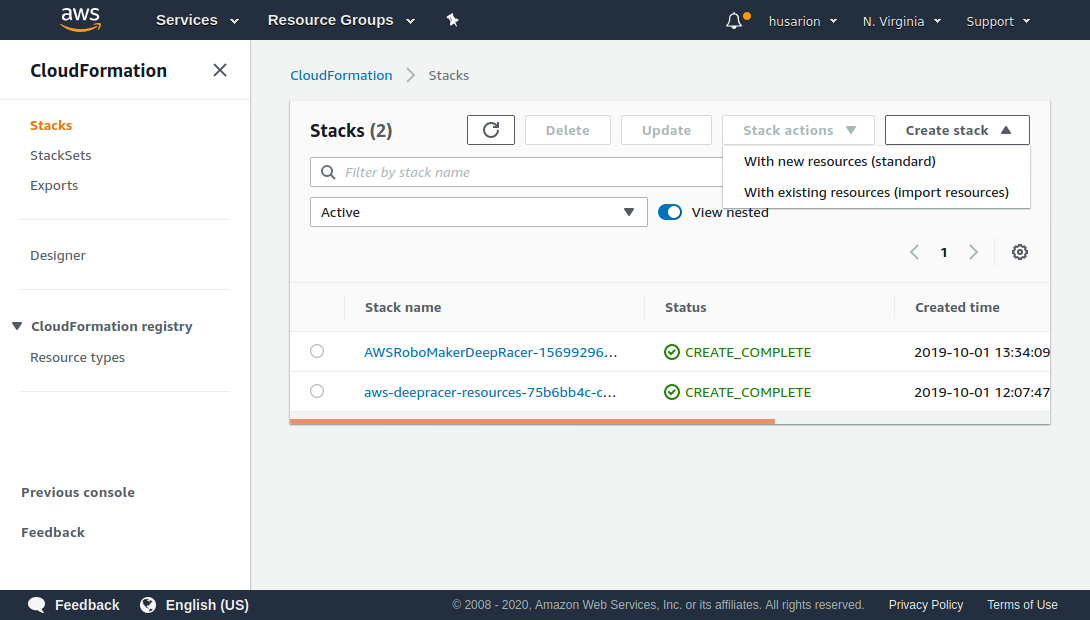 aws Services Resource Groups husarion N. Virginia Support
CloudFormation
Stacks
StackSets
Exports
Designer
CloudFormation registry
Resource types
Previous console
Feedback
CloudFormation Stacks
Stacks (2) Delete Update Stack actions Create stack
With new resources (standard)
With existing resources (import resources)
Filter by stack name
Active View nested
1
Stack name Status Created time
AWSRoboMakerDeepRacer-15699296... CREATE_COMPLETE 2019-10-01 13:34:09
aws-deepracer-resources-75b6bb4c-c... CREATE_COMPLETE 2019-10-01 12:07:47
Feedback English (US) © 2008 - 2020, Amazon Web Services, Inc. or its affiliates. All rights reserved. Privacy Policy Terms of Use